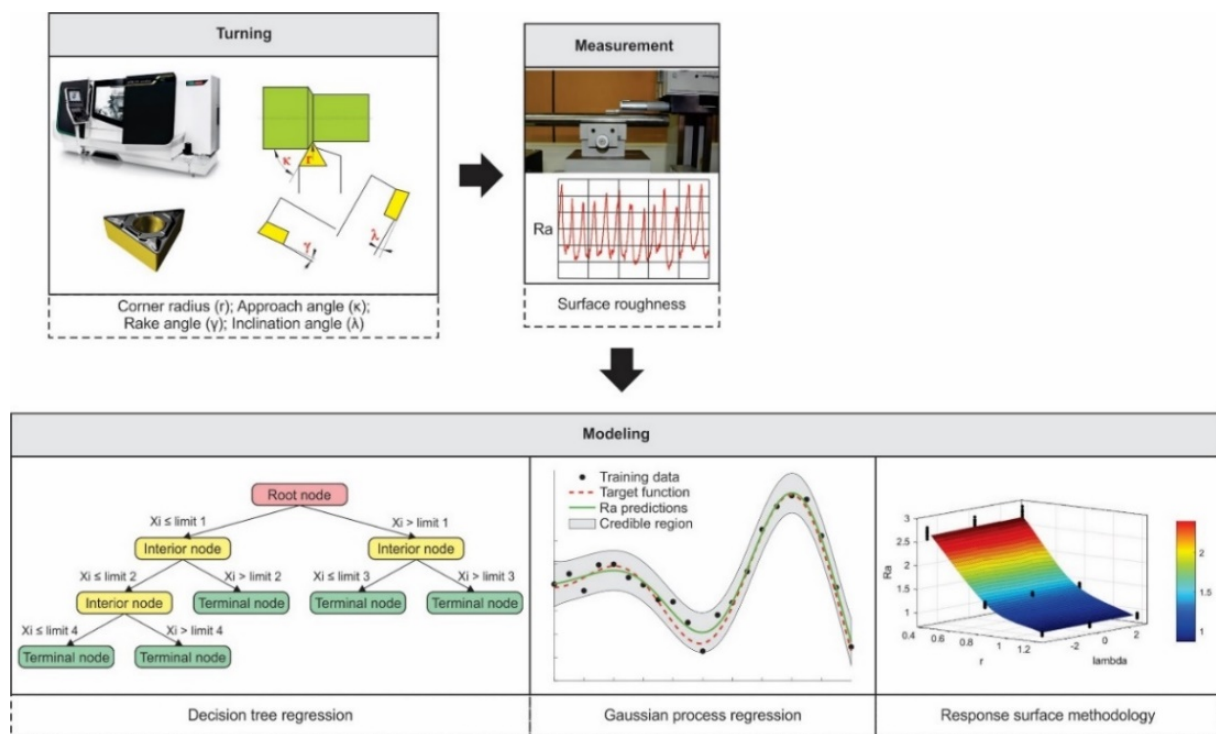 Turning
Measurement
κ
r
γ
λ
Ra
Corner radius (r); Approach angle (κ);
Rake angle (γ); Inclination angle (λ)
Surface roughness
Modeling
Root node
Xi ≤ limit 1
Xi > limit 1
Interior node
Interior node
Xi ≤ limit 2
Xi > limit 2
Xi ≤ limit 3
Xi > limit 3
Interior node
Terminal node
Terminal node
Terminal node
Xi ≤ limit 4
Xi > limit 4
Terminal node
Terminal node
Training data
Target function
Ra predictions
Credible region
3
2.5
2
1.5
1
Ra
0.4
0.6
0.8
1
1.2
r
-2
0
2
lambda
2
1.5
1
Decision tree regression
Gaussian process regression
Response surface methodology